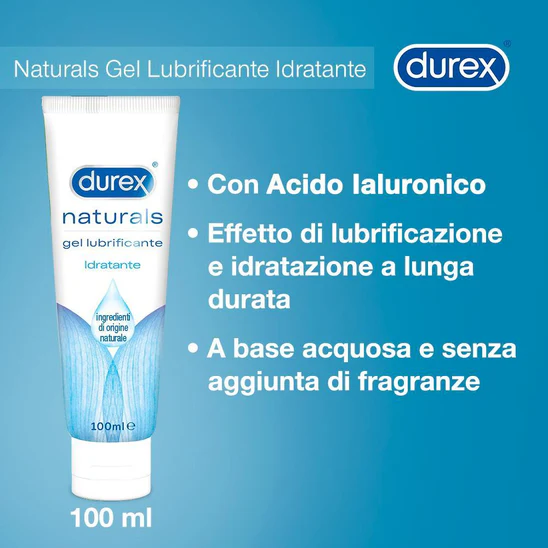 Naturals Gel Lubrificante Idratante
durex®
durex®
naturals
gel lubrificante
Idratante
ingredienti
di origine
naturale
100ml℮
100 ml
• Con Acido Ialuronico
• Effetto di lubrificazione
e idratazione a lunga
durata
• A base acquosa e senza
aggiunta di fragranze